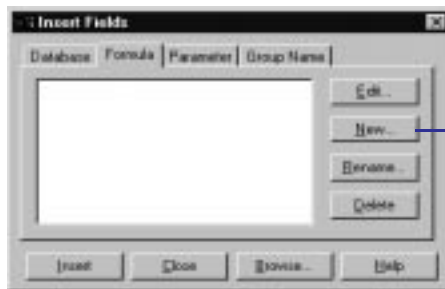 Insert Fields
Database Formula Parameter Group Name
Edit...
New...
Rename...
Delete
Insert Close Browse... Help